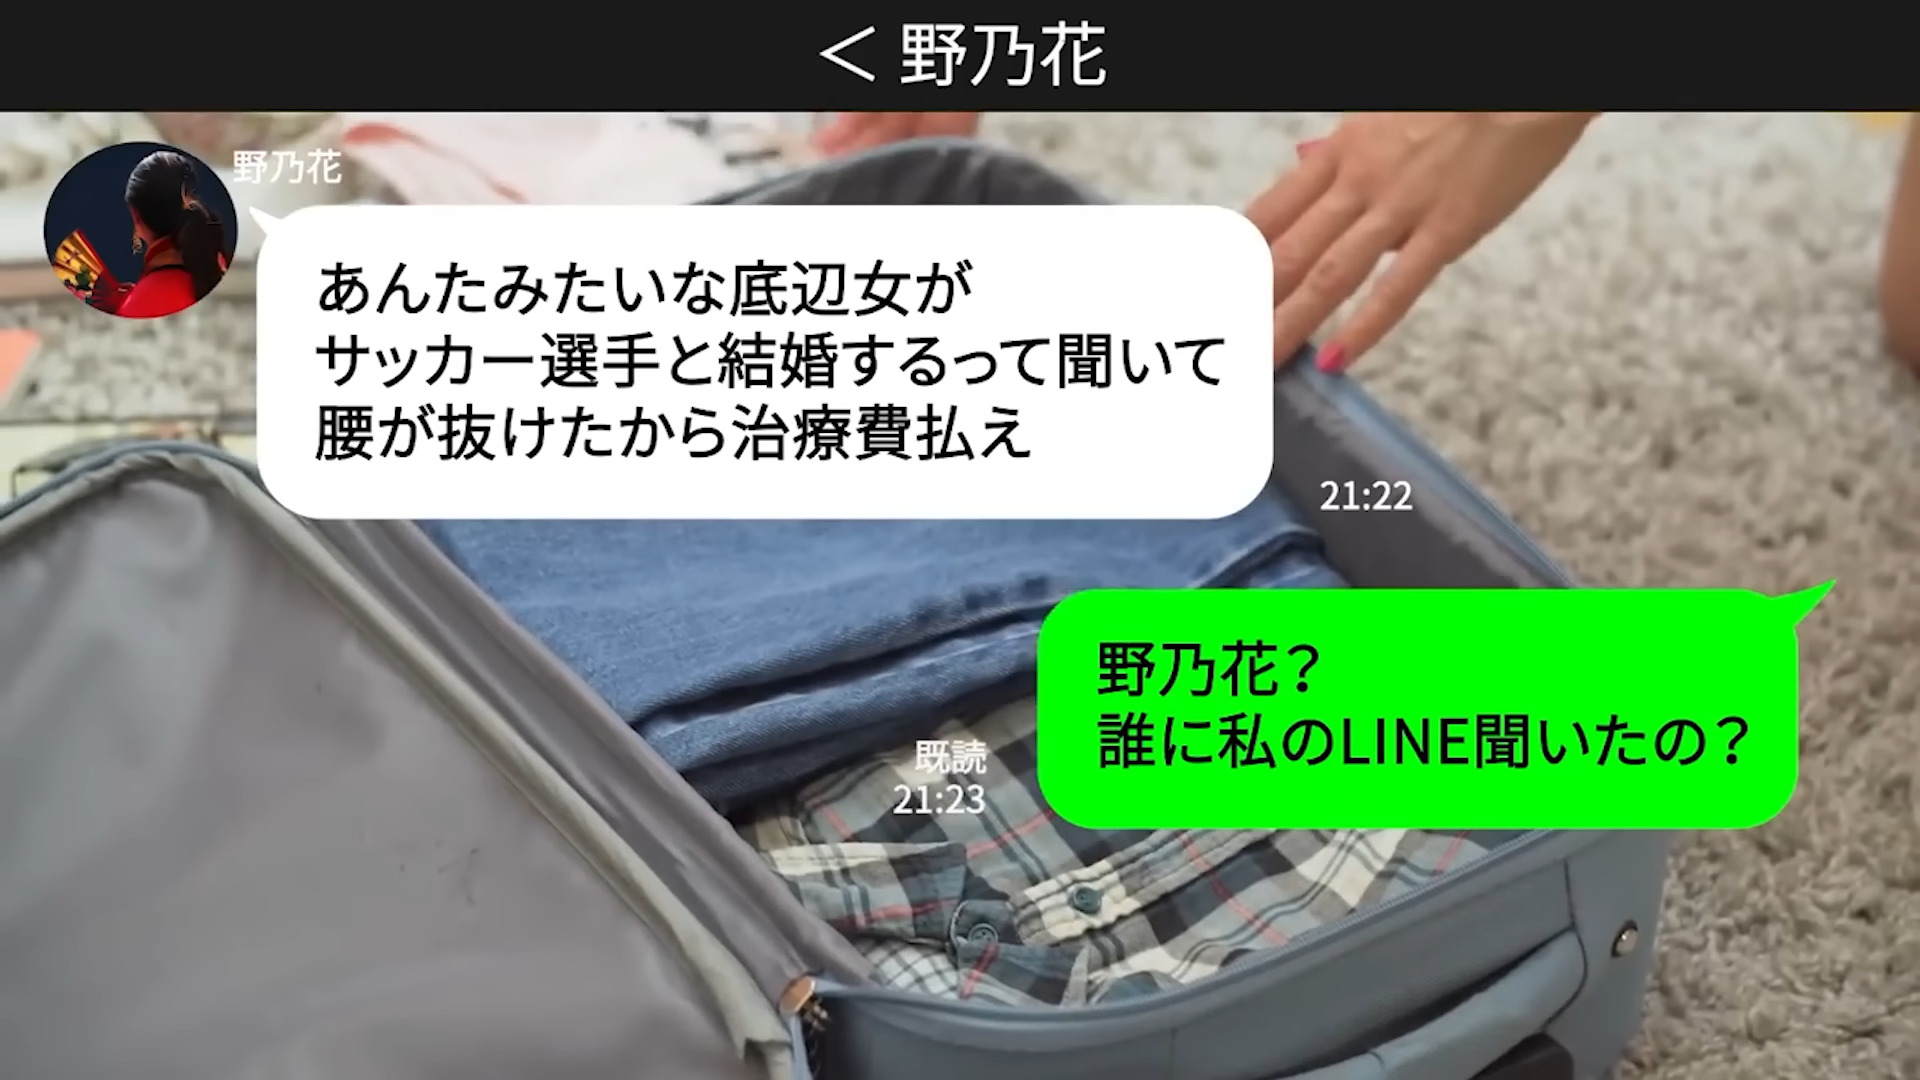 ＜ 野乃花
野乃花
あんたみたいな底辺女が
サッカー選手と結婚するって聞いて
腰が抜けたから治療費払え
21:22
野乃花？
誰に私のLINE聞いたの？
既読
21:23